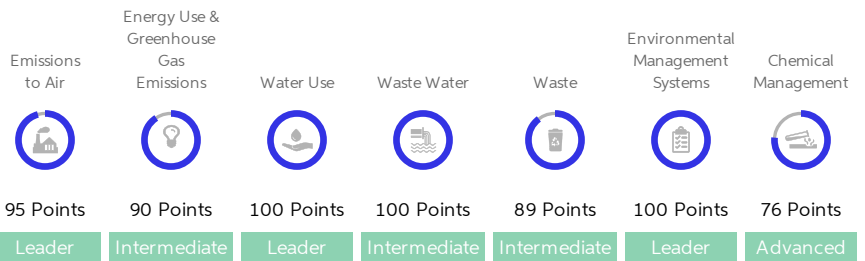 Emissions
to Air
Energy Use &
Greenhouse
Gas
Emissions
Water Use
Waste Water
Waste
Environmental
Management
Systems
Chemical
Management
95 Points
90 Points
100 Points
100 Points
89 Points
100 Points
76 Points
Leader
Intermediate
Leader
Intermediate
Intermediate
Leader
Advanced